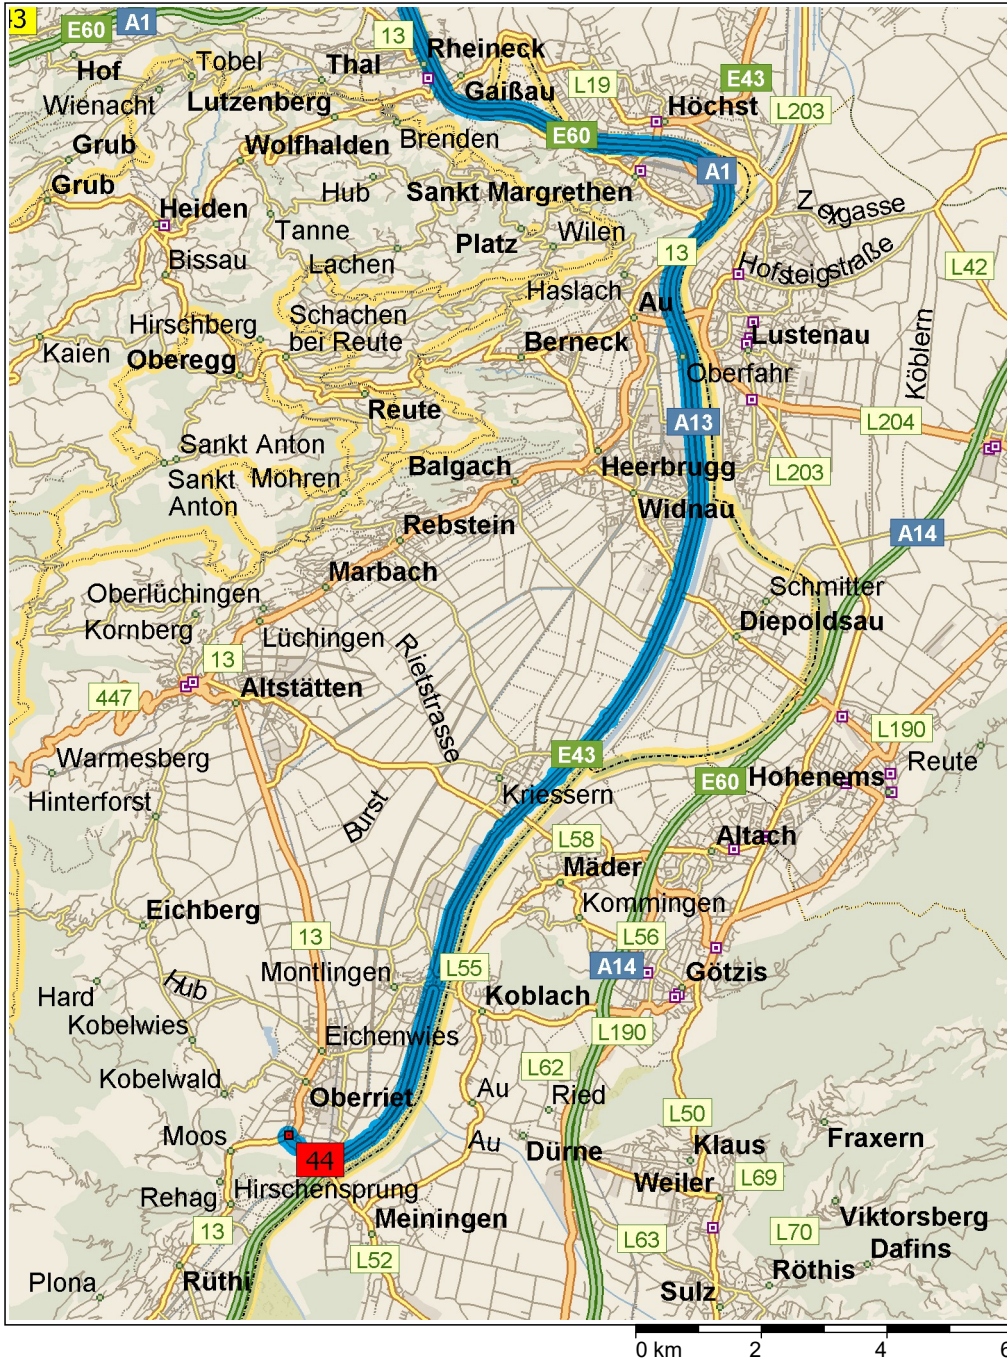 43
E60
A1
13
Rheineck
Hof
Tobel
Thal
Gaißau
L19
E43
Wienacht
Lutzenberg
Höchst
L203
Grub
Wolfhalden
Brenden
E60
A1
Grub
Hub
Sankt Margrethen
Heiden
Zellgasse
Tanne
Platz
Wilen
13
Bissau
Lachen
Hofsteigstraße
L42
Haslach
Au
Hirschberg
Schachen
bei Reute
Kaien
Oberegg
Berneck
Lustenau
Köblern
Oberfahr
Reute
A13
L204
Sankt Anton
Balgach
Heerbrugg
L203
Sankt
Anton
Mohren
Widnau
Rebstein
A14
Marbach
Oberlüchingen
Schmitter
Kornberg
Lüchingen
Diepoldsau
Rietstrasse
13
447
Altstätten
L190
Warmesberg
E43
Reute
E60
Hohenems
Hinterforst
Kriessern
Burst
L58
Altach
Mäder
Eichberg
Kommingen
13
L56
Montlingen
L55
A14
Götzis
Hub
Hard
Koblach
Kobelwies
Eichenwies
L190
Kobelwald
L62
Oberriet
Au
Ried
L50
Moos
Au
Dürne
Klaus
Fraxern
44
Weiler
L69
Rehag
Hirschensprung
Meiningen
Viktorsberg
13
L63
L70
Dafins
L52
Plona
Rüthi
Röthis
Sulz
0 km
2
4
6